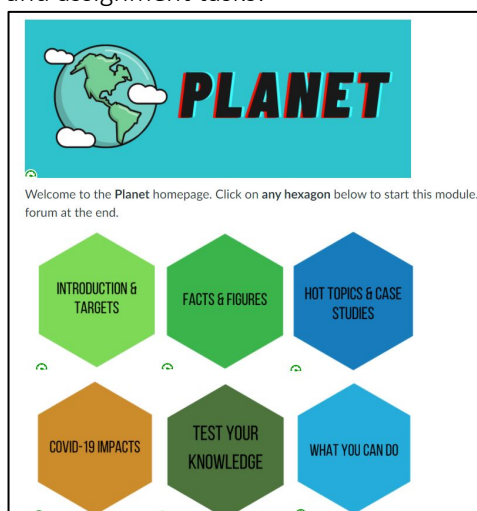 and assignment tasks.
PLANET
Welcome to the Planet homepage. Click on any hexagon below to start this module.
forum at the end.
INTRODUCTION &
TARGETS
FACTS & FIGURES
HOT TOPICS & CASE
STUDIES
COVID-19 IMPACTS
TEST YOUR
KNOWLEDGE
WHAT YOU CAN DO